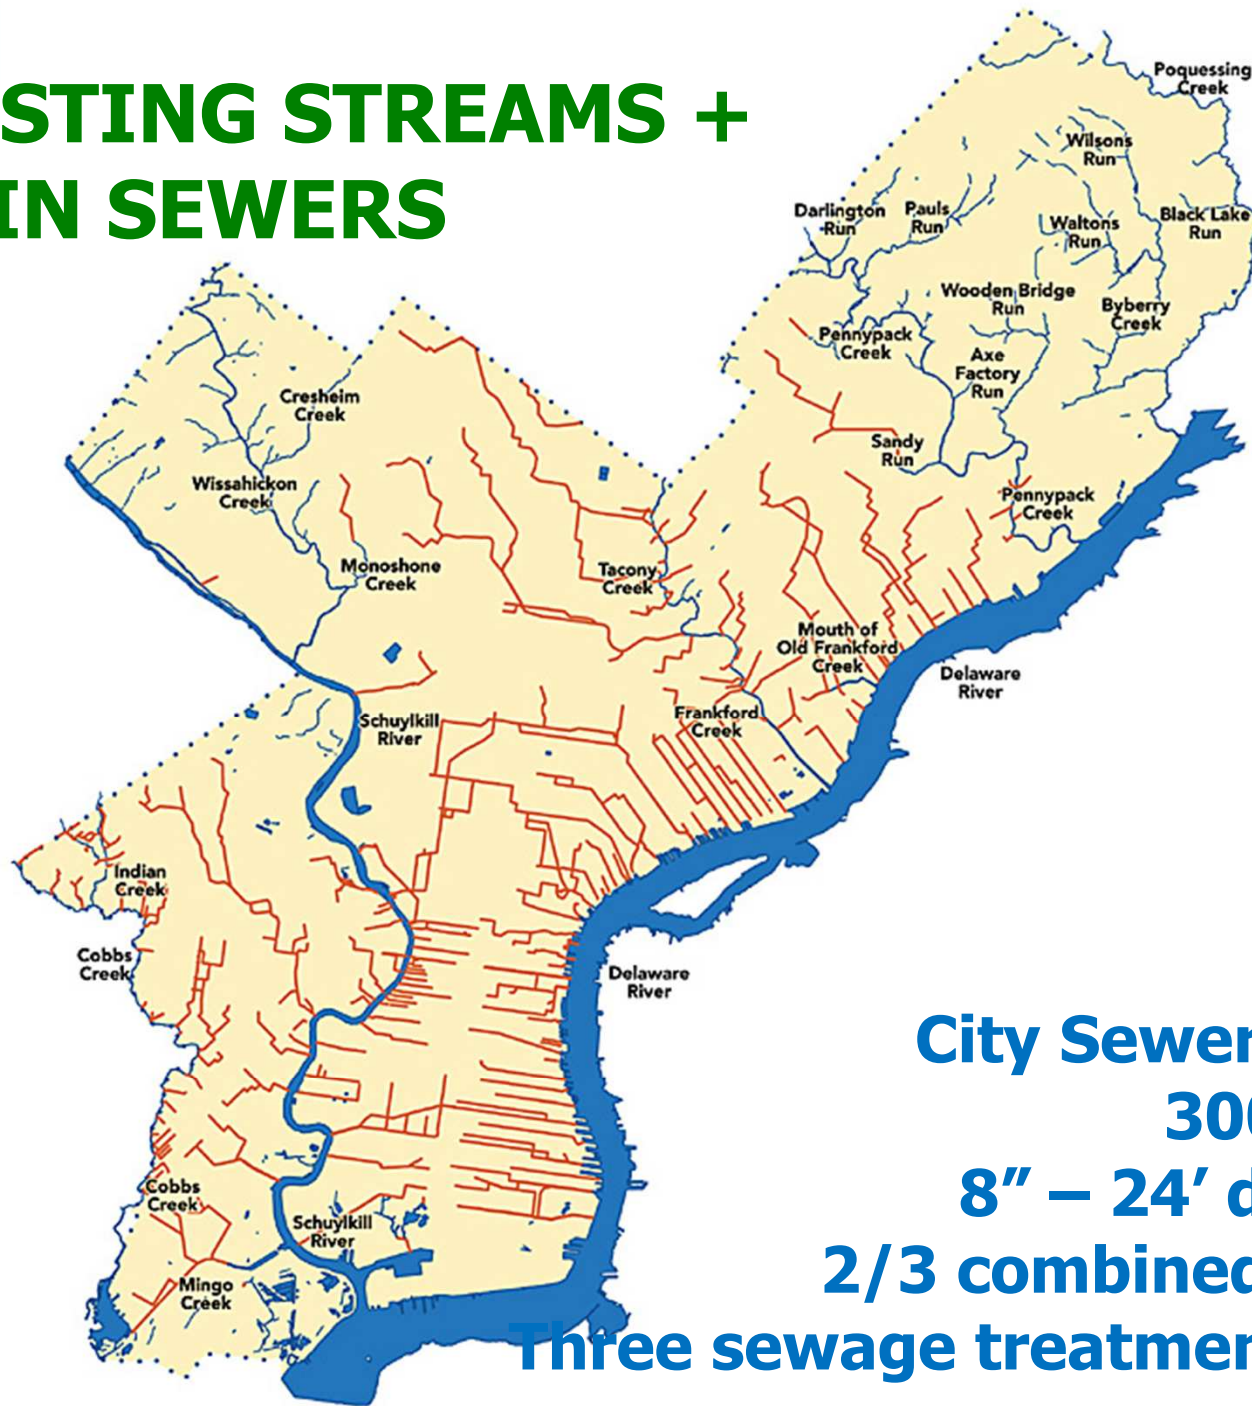 STING STREAMS +
IN SEWERS
Poquessing
Creek
Wilsons
Run
Darlington
Run
Pauls
Run
Waltons
Run
Black Lake
Run
Wooden Bridge
Run
Byberry
Creek
Pennypack
Creek
Axe
Factory
Run
Cresheim
Creek
Sandy
Run
Wissahickon
Creek
Pennypack
Creek
Monoshone
Creek
Tacony
Creek
Mouth of
Old Frankford
Creek
Delaware
River
Schuylkill
River
Frankford
Creek
Indian
Creek
Cobbs
Creek
Delaware
River
City Sewer
300
8” – 24’ d
Cobbs
Creek
Schuylkill
River
2/3 combined
Mingo
Creek
Three sewage treatmen